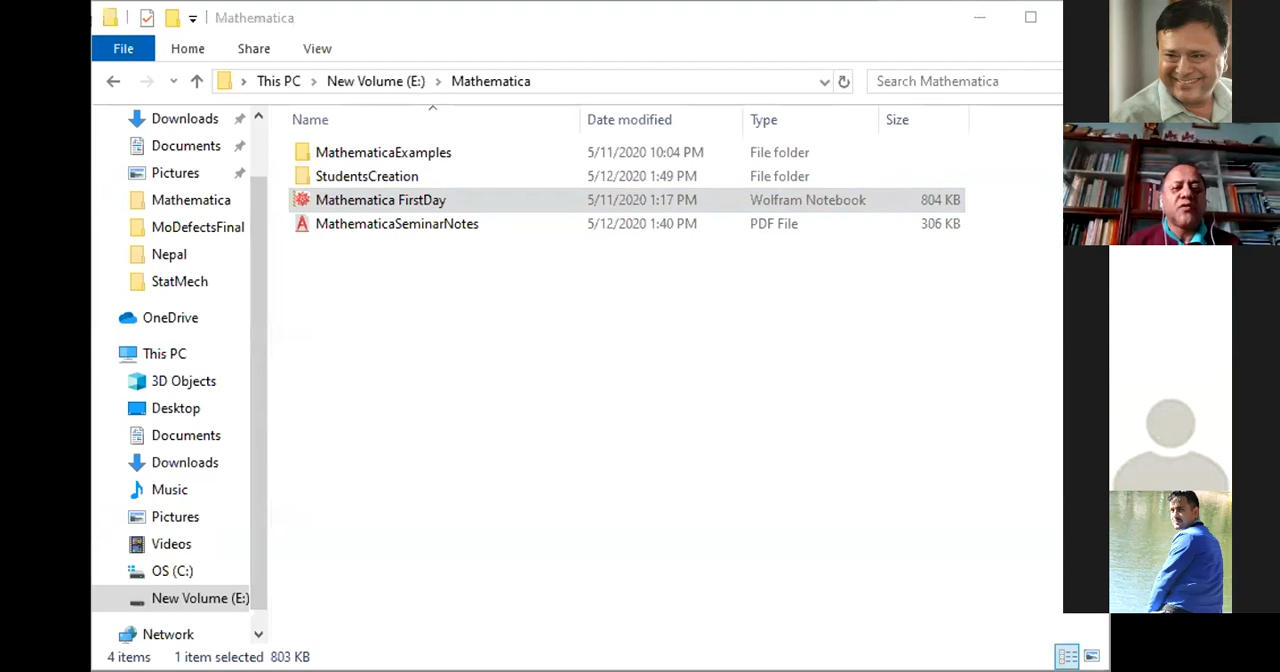 Mathematica
File Home Share View
This PC New Volume (E:) Mathematica Search Mathematica
Name Date modified Type Size
MathematicaExamples 5/11/2020 10:04 PM File folder
StudentsCreation 5/12/2020 1:49 PM File folder
Mathematica FirstDay 5/11/2020 1:17 PM Wolfram Notebook 804 KB
MathematicaSeminarNotes 5/12/2020 1:40 PM PDF File 306 KB
Downloads
Documents
Pictures
Mathematica
MoDefectsFinal
Nepal
StatMech
OneDrive
This PC
3D Objects
Desktop
Documents
Downloads
Music
Pictures
Videos
OS (C:)
New Volume (E:)
Network
4 items 1 item selected 803 KB